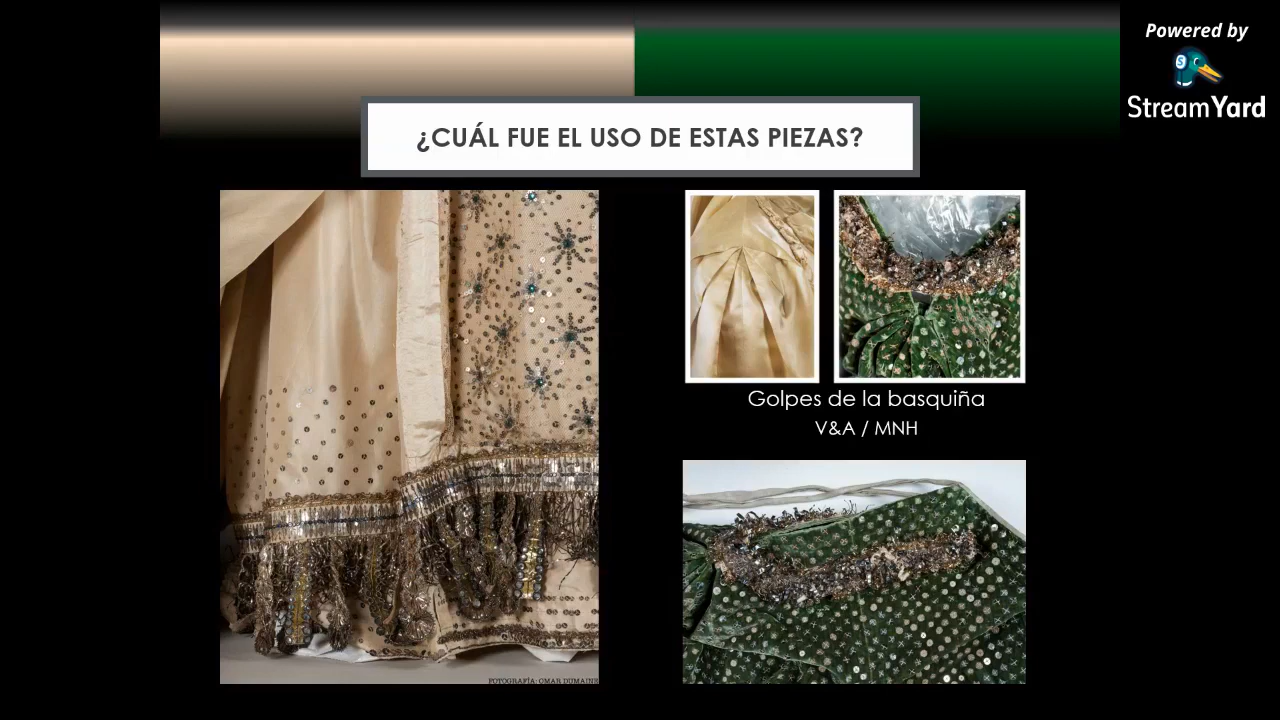 Powered by
StreamYard
¿CUÁL FUE EL USO DE ESTAS PIEZAS?
Golpes de la basquiña
V&A / MNH
FOTOGRAFÍA: OMAR DUMAINE